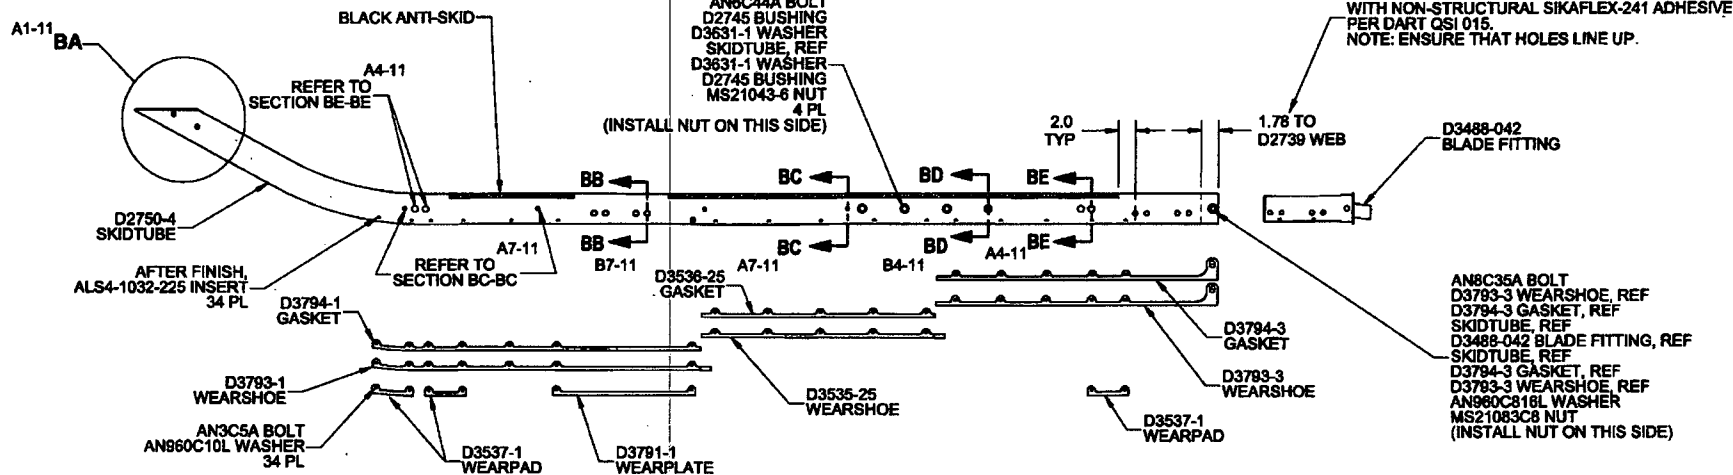 A1-11
BA
BLACK ANTI-SKID
A4-11
REFER TO
SECTION BE-BE
AN6C44A BOLT
D2745 BUSHING
D3631-1 WASHER
SKIDTUBE, REF
D3631-1 WASHER
D2745 BUSHING
MS21043-6 NUT
4 PL
(INSTALL NUT ON THIS SIDE)
WITH NON-STRUCTURAL SIKAFLEX-241 ADHESIVE
PER DART QSI 015.
NOTE: ENSURE THAT HOLES LINE UP.
2.0
TYP
1.78 TO
D2739 WEB
D3488-042
BLADE FITTING
BB
BC
BD
BE
D2750-4
SKIDTUBE
BB
BC
BD
BE
A7-11
B7-11
A7-11
B4-11
A4-11
REFER TO
SECTION BC-BC
AFTER FINISH,
ALS4-1032-225 INSERT
34 PL
D3794-1
GASKET
D3536-25
GASKET
D3794-3
GASKET
D3793-1
WEARSHOE
D3535-25
WEARSHOE
D3793-3
WEARSHOE
AN3C5A BOLT
AN960C10L WASHER
34 PL
D3537-1
WEARPAD
D3791-1
WEARPLATE
D3537-1
WEARPAD
AN8C35A BOLT
D3793-3 WEARSHOE, REF
D3794-3 GASKET, REF
SKIDTUBE, REF
D3488-042 BLADE FITTING, REF
SKIDTUBE, REF
D3794-3 GASKET, REF
D3793-3 WEARSHOE, REF
AN960C816L WASHER
MS21083C8 NUT
(INSTALL NUT ON THIS SIDE)